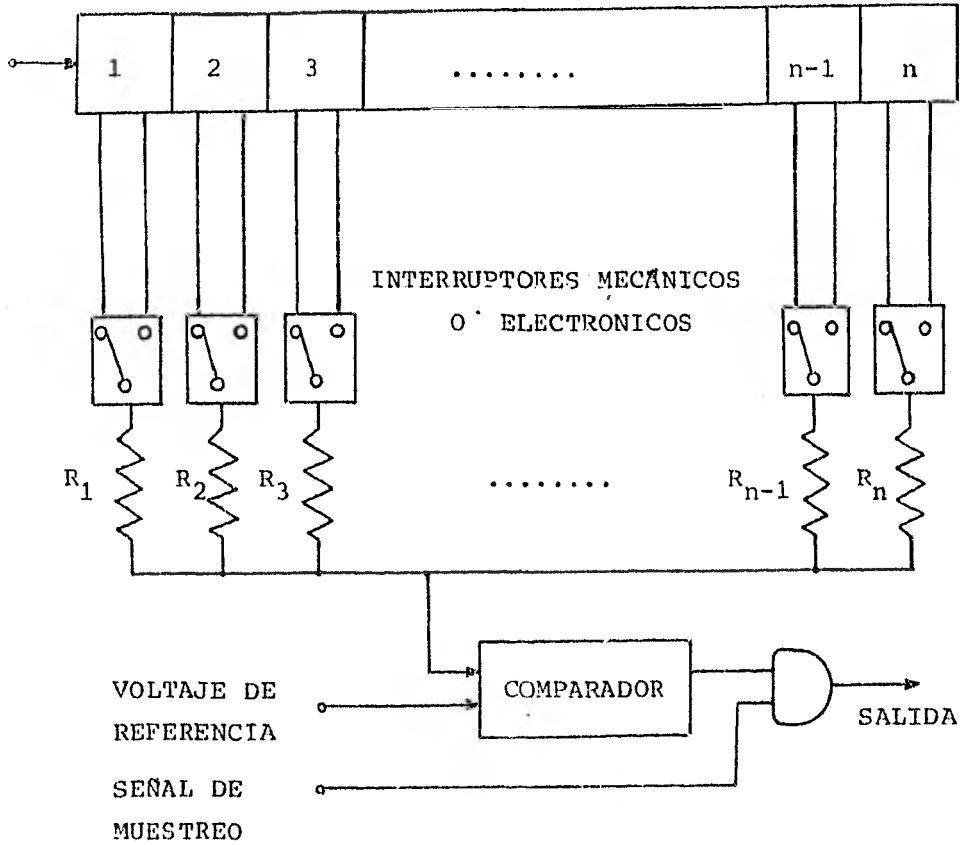 1 2 3 ........ n-1 n
INTERRUPTORES MECÁNICOS
O ELECTRONICOS
R1 R2 R3 ........ Rn-1 Rn
VOLTAJE DE
REFERENCIA
COMPARADOR
SALIDA
SEÑAL DE
MUESTREO